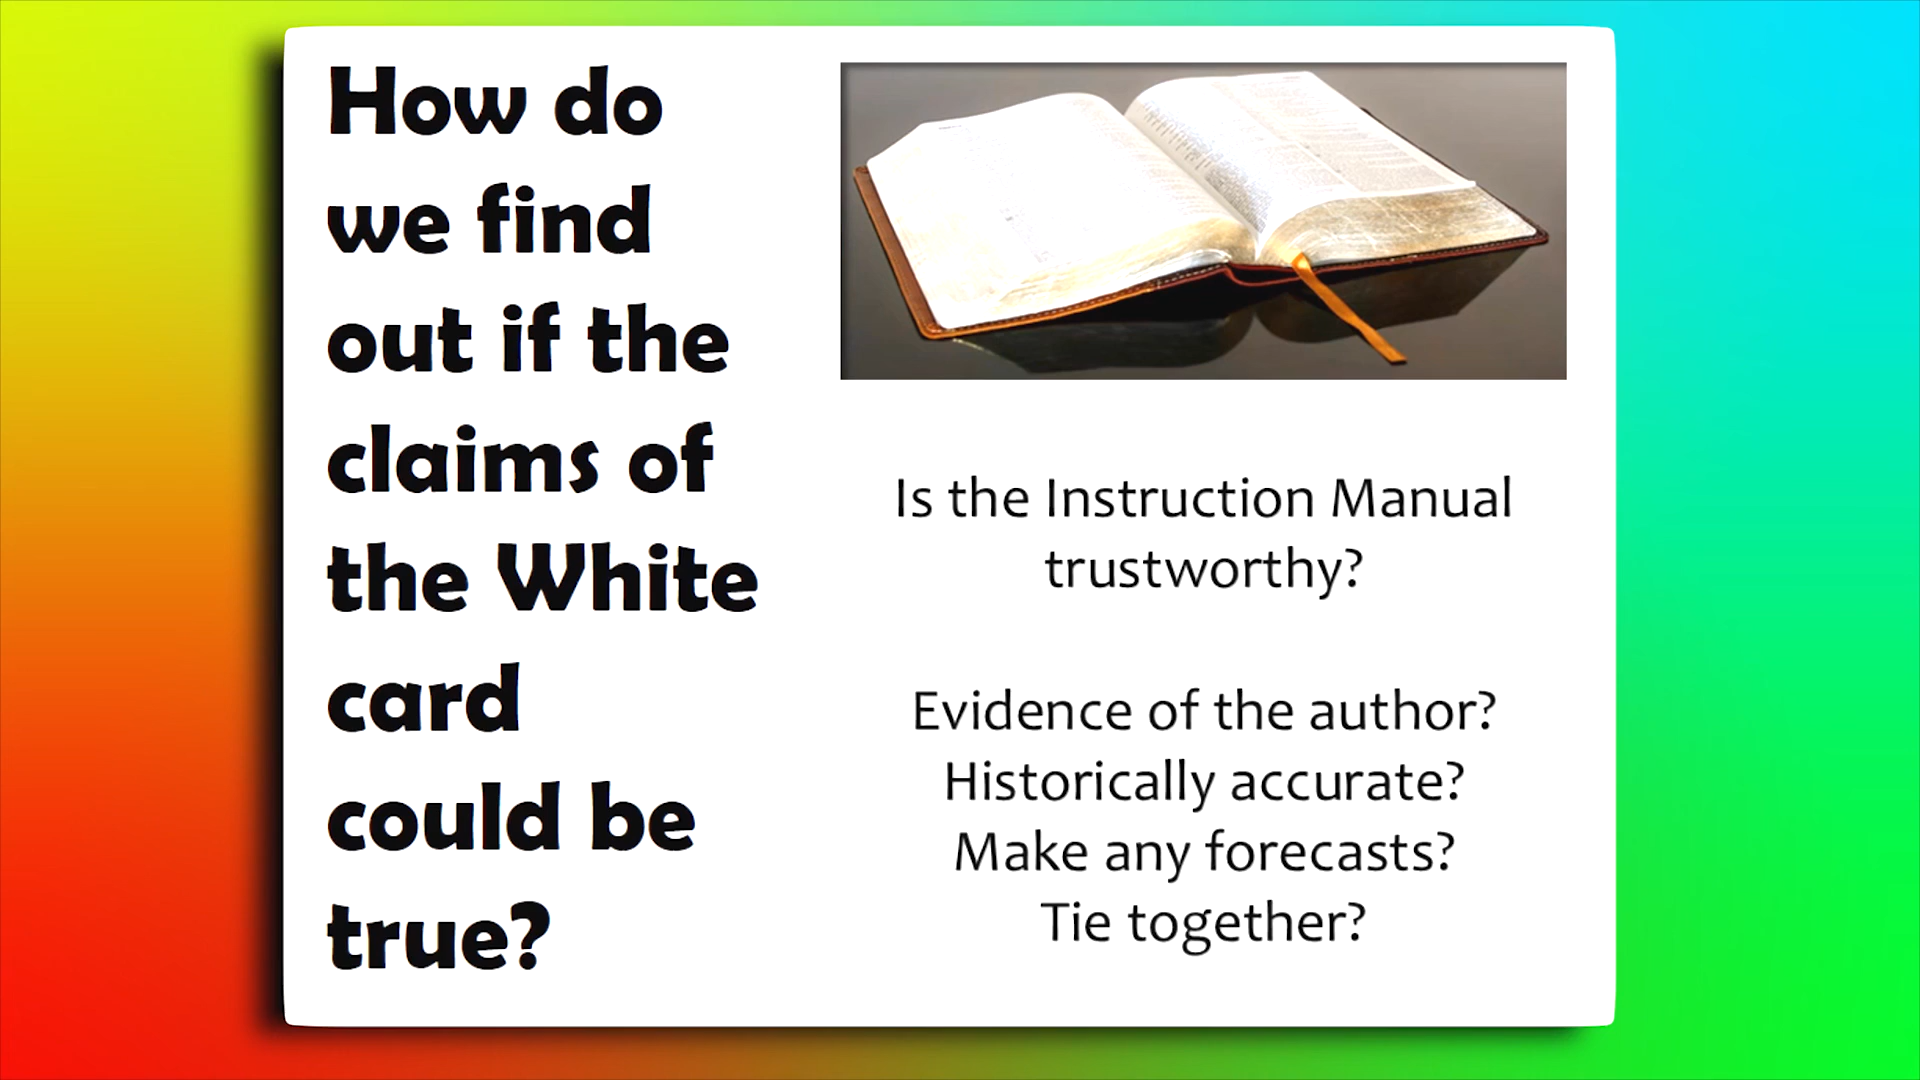 How do
we find
out if the
claims of
the White
card
could be
true?
Is the Instruction Manual
trustworthy?
Evidence of the author?
Historically accurate?
Make any forecasts?
Tie together?